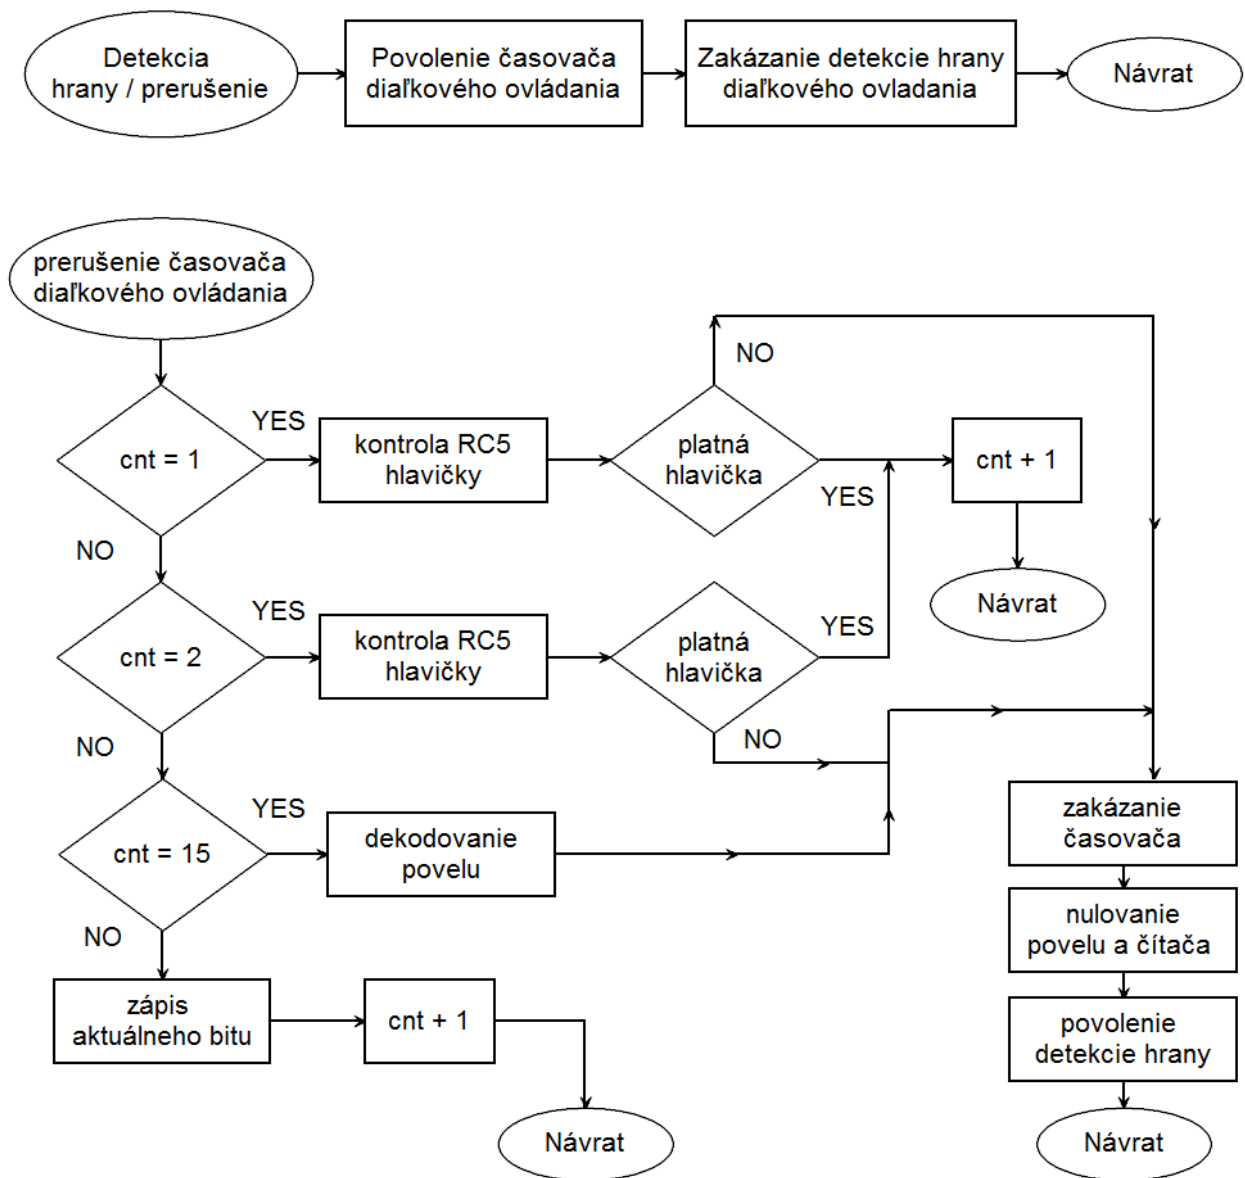 Detekcia
hrany / prerušenie
Povolenie časovača
diaľkového ovládania
Zakázanie detekcie hrany
diaľkového ovladania
Návrat
prerušenie časovača
diaľkového ovládania
NO
cnt = 1
YES
kontrola RC5
hlavičky
platná
hlavička
YES
cnt + 1
NO
Návrat
cnt = 2
YES
kontrola RC5
hlavičky
platná
hlavička
YES
NO
NO
cnt = 15
YES
dekodovanie
povelu
zakázanie
časovača
NO
nulovanie
povelu a čítača
zápis
aktuálneho bitu
cnt + 1
povolenie
detekcie hrany
Návrat
Návrat